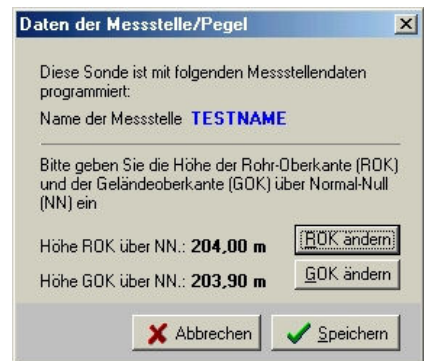 Daten der Messstelle/Pegel
Diese Sonde ist mit folgenden Messstellendaten
programmiert:
Name der Messstelle TESTNAME
Bitte geben Sie die Höhe der Rohr-Oberkante (ROK)
und der Geländeoberkante (GOK) über Normal-Null
(NN) ein
Höhe ROK über NN.: 204,00 m
ROK ändern
Höhe GOK über NN.: 203,90 m
GOK ändern
Abbrechen
Speichern